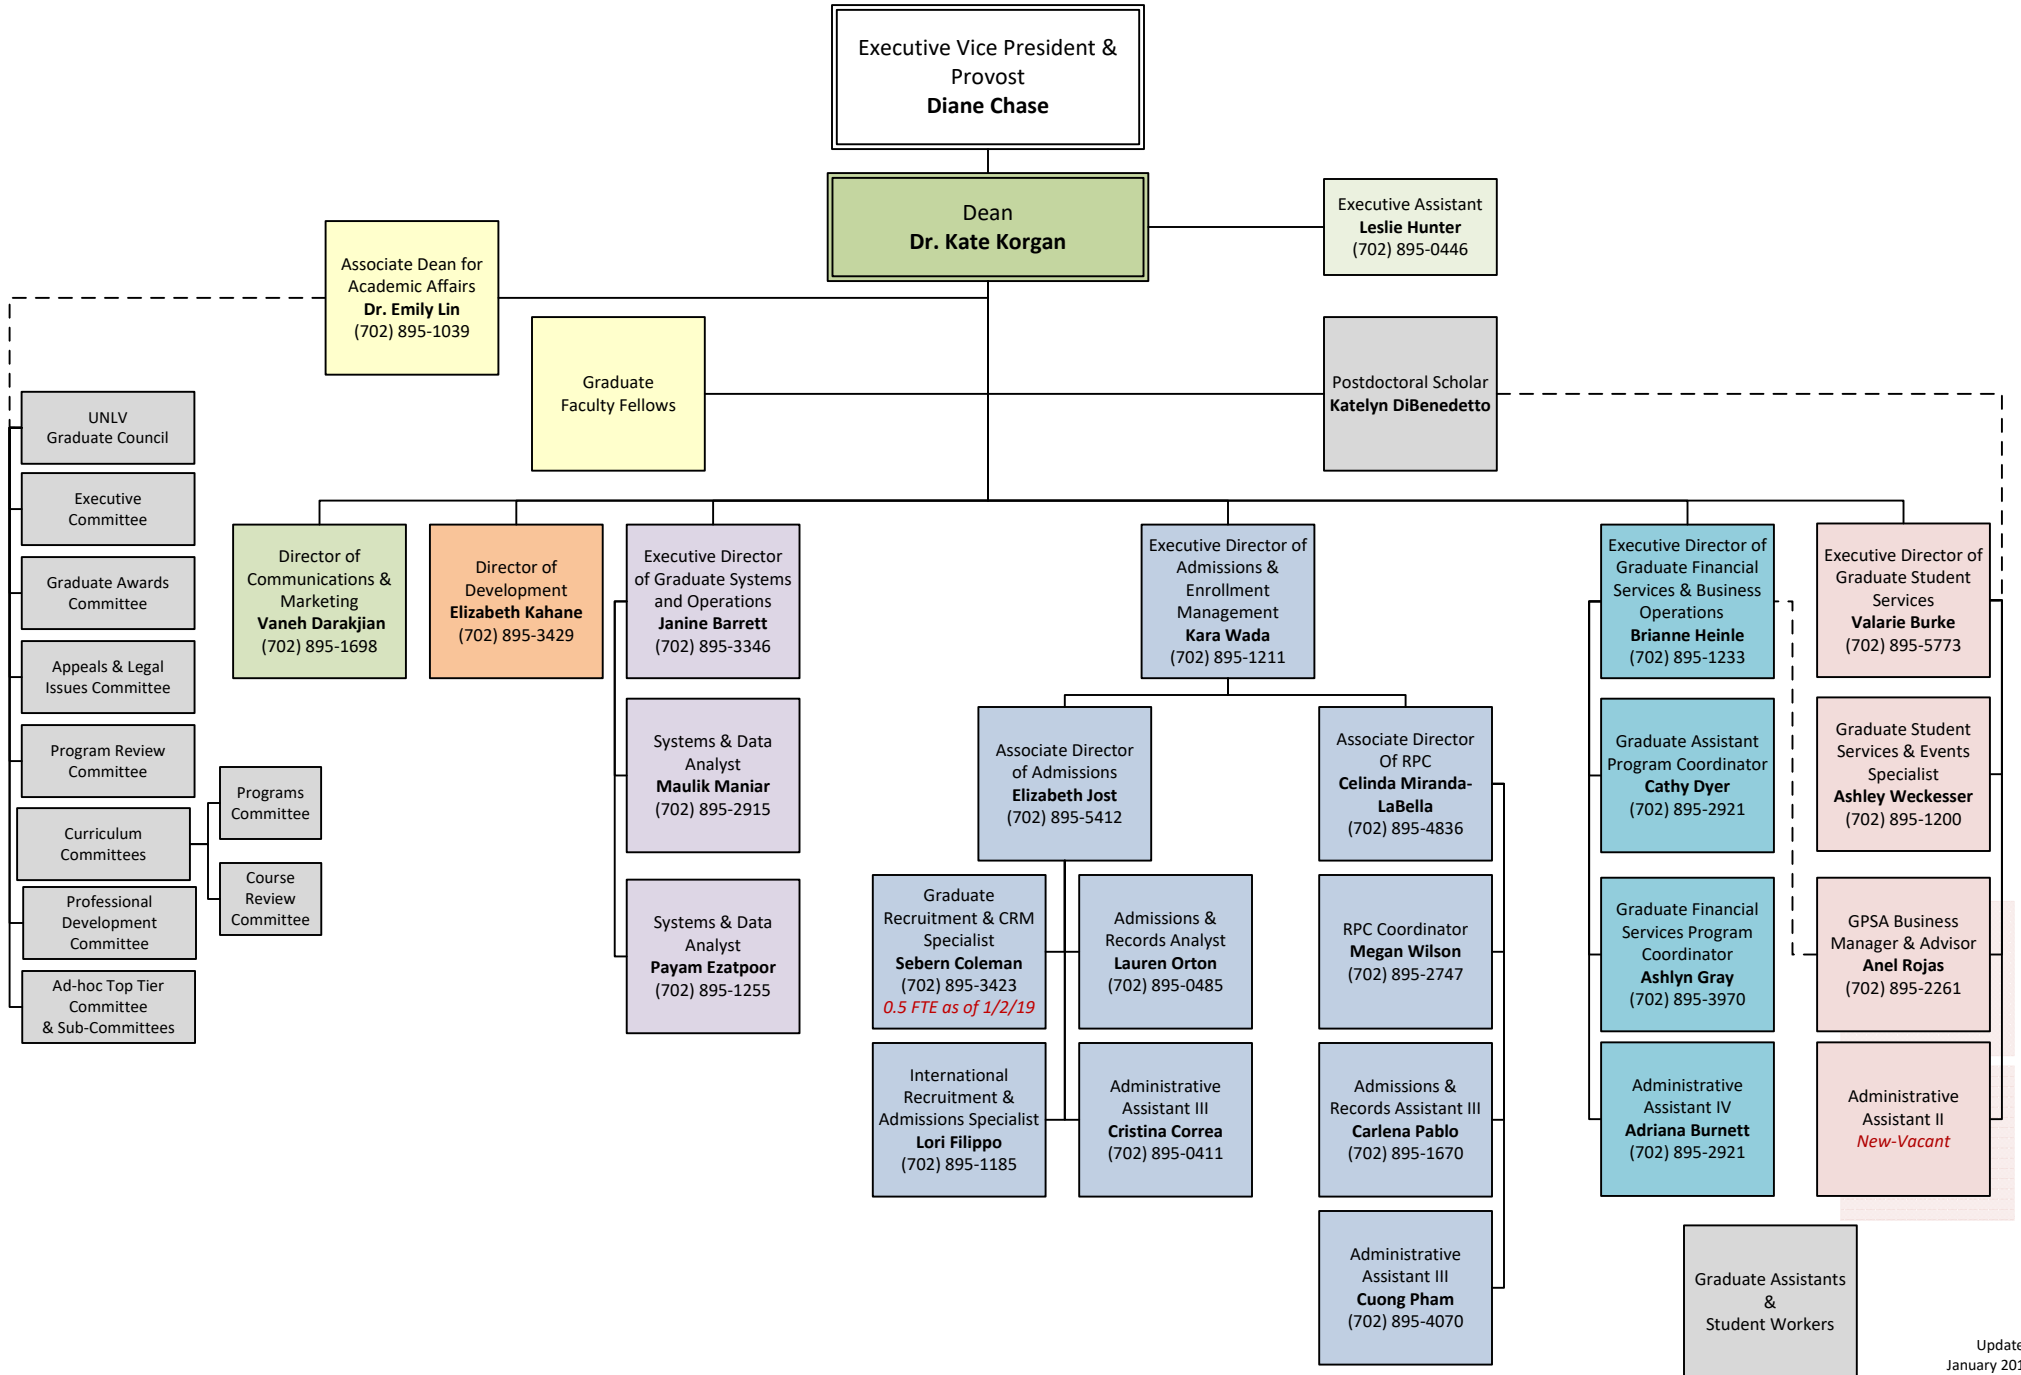 Executive Vice President &
Provost
Diane Chase
Dean
Dr. Kate Korgan
Executive Assistant
Leslie Hunter
(702) 895-0446
Associate Dean for
Academic Affairs
Dr. Emily Lin
(702) 895-1039
Graduate
Faculty Fellows
Postdoctoral Scholar
Katelyn DiBenedetto
UNLV
Graduate Council
Executive
Committee
Graduate Awards
Committee
Appeals & Legal
Issues Committee
Program Review
Committee
Curriculum
Committees
Programs
Committee
Course
Review
Committee
Professional
Development
Committee
Ad-hoc Top Tier
Committee
& Sub-Committees
Director of
Communications &
Marketing
Vaneh Darakjian
(702) 895-1698
Director of
Development
Elizabeth Kahane
(702) 895-3429
Executive Director
of Graduate Systems
and Operations
Janine Barrett
(702) 895-3346
Systems & Data
Analyst
Maulik Maniar
(702) 895-2915
Systems & Data
Analyst
Payam Ezatpoor
(702) 895-1255
Executive Director of
Admissions &
Enrollment
Management
Kara Wada
(702) 895-1211
Associate Director
of Admissions
Elizabeth Jost
(702) 895-5412
Graduate
Recruitment & CRM
Specialist
Sebern Coleman
(702) 895-3423
0.5 FTE as of 1/2/19
Admissions &
Records Analyst
Lauren Orton
(702) 895-0485
International
Recruitment &
Admissions Specialist
Lori Filippo
(702) 895-1185
Administrative
Assistant III
Cristina Correa
(702) 895-0411
Associate Director
Of RPC
Celinda Miranda-
LaBella
(702) 895-4836
RPC Coordinator
Megan Wilson
(702) 895-2747
Admissions &
Records Assistant III
Carlena Pablo
(702) 895-1670
Administrative
Assistant III
Cuong Pham
(702) 895-4070
Executive Director of
Graduate Financial
Services & Business
Operations
Brianne Heinle
(702) 895-1233
Graduate Assistant
Program Coordinator
Cathy Dyer
(702) 895-2921
Graduate Financial
Services Program
Coordinator
Ashlyn Gray
(702) 895-3970
Administrative
Assistant IV
Adriana Burnett
(702) 895-2921
Executive Director of
Graduate Student
Services
Valarie Burke
(702) 895-5773
Graduate Student
Services & Events
Specialist
Ashley Weckesser
(702) 895-1200
GPSA Business
Manager & Advisor
Anel Rojas
(702) 895-2261
Administrative
Assistant II
New-Vacant
Graduate Assistants
&
Student Workers
Update
January 201